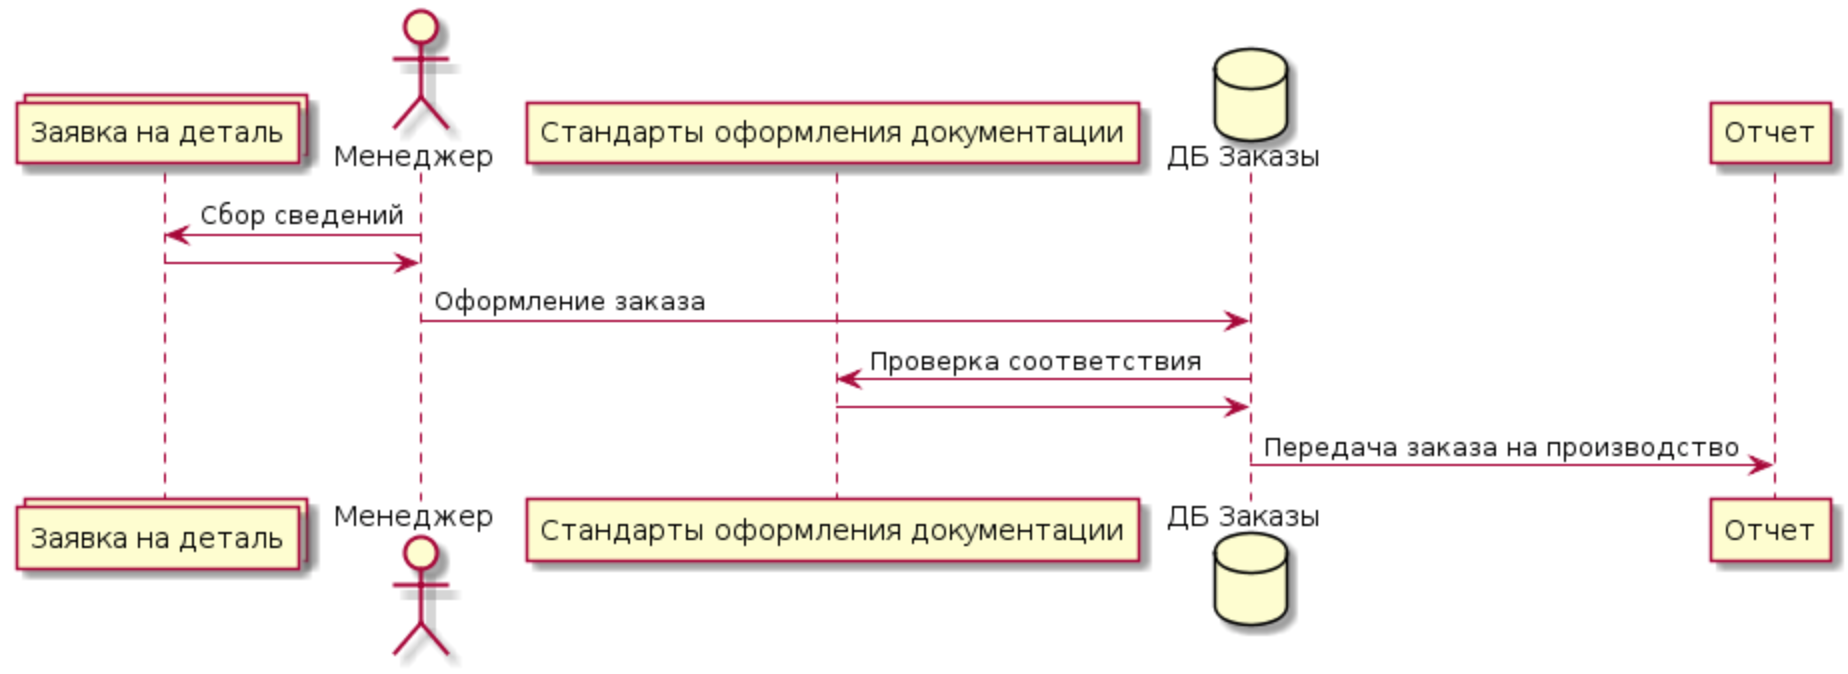 Менеджер
Заявка на деталь
Стандарты оформления документации
ДБ Заказы
Отчет
Сбор сведений
Оформление заказа
Проверка соответствия
Передача заказа на производство
Заявка на деталь
Менеджер
Стандарты оформления документации
ДБ Заказы
Отчет